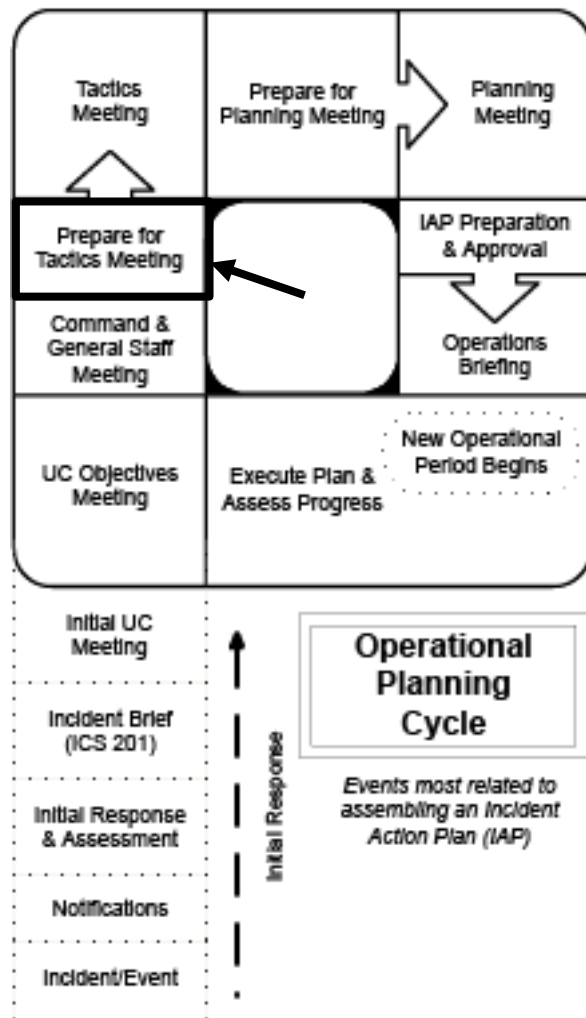 Tactics
Meeting
Prepare for
Planning Meeting
Planning
Meeting
Prepare for
Tactics Meeting
IAP Preparation
& Approval
Command &
General Staff
Meeting
Operations
Briefing
UC Objectives
Meeting
Execute Plan &
Assess Progress
New Operational
Period Begins
Initial UC
Meeting
Incident Brief
(ICS 201)
Initial Response
& Assessment
Notifications
Incident/Event
Initial Response
Operational
Planning
Cycle
Events most related to
assembling an Incident
Action Plan (IAP)